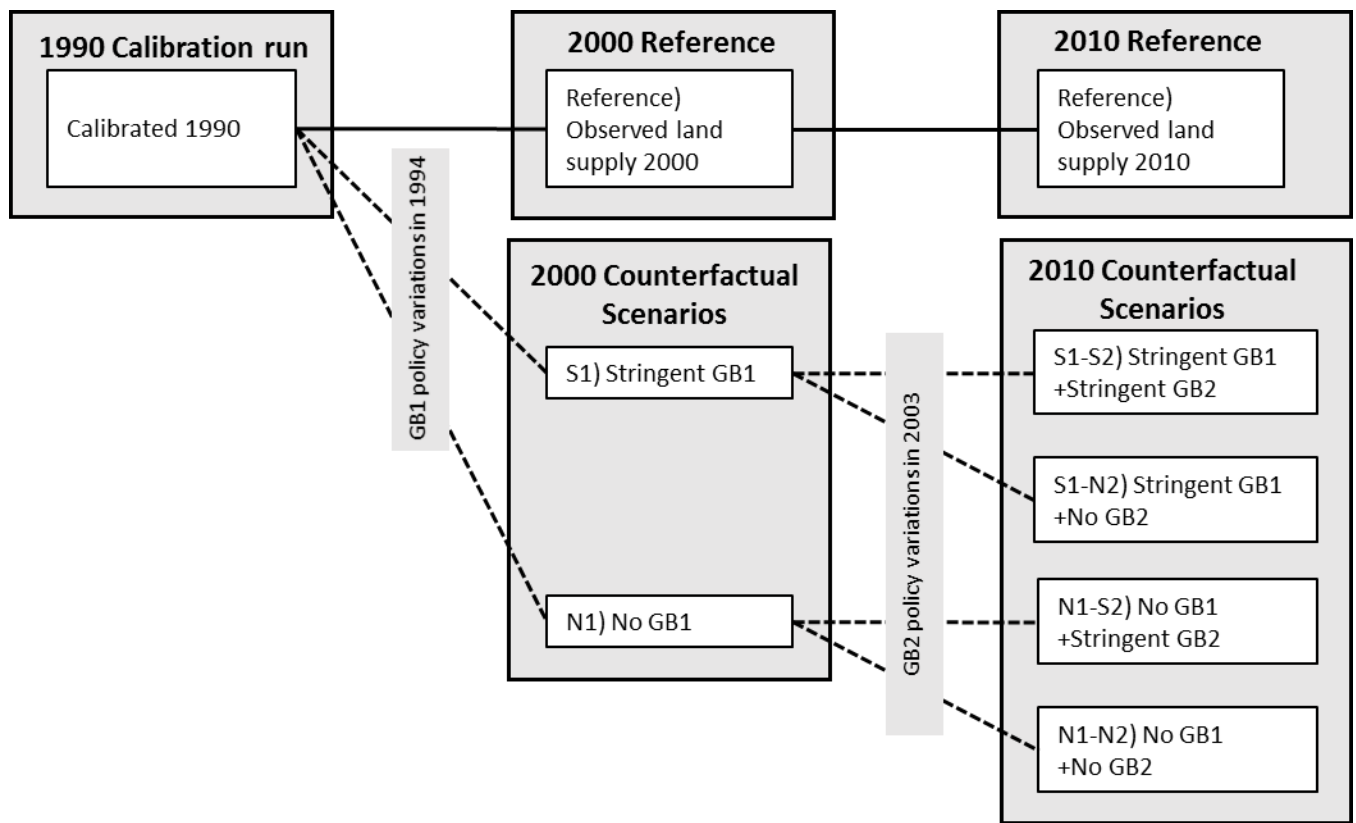 1990 Calibration run
Calibrated 1990
2000 Reference
Reference)
Observed land
supply 2000
2010 Reference
Reference)
Observed land
supply 2010
GB1 policy variations in 1994
2000 Counterfactual
Scenarios
S1) Stringent GB1
N1) No GB1
GB2 policy variations in 2003
2010 Counterfactual
Scenarios
S1-S2) Stringent GB1
+Stringent GB2
S1-N2) Stringent GB1
+No GB2
N1-S2) No GB1
+Stringent GB2
N1-N2) No GB1
+No GB2